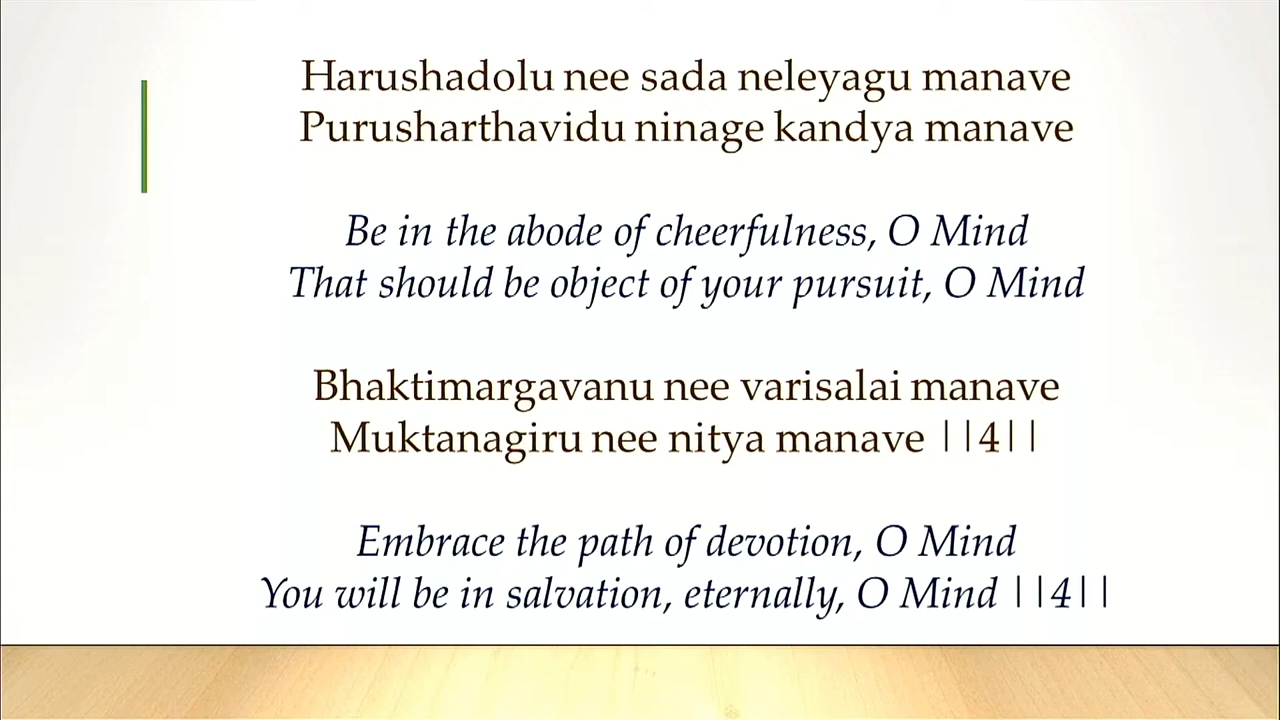 Harushadolu nee sada neleyagu manave
Purusharthavidu ninage kandya manave
Be in the abode of cheerfulness, O Mind
That should be object of your pursuit, O Mind
Bhaktimargavanu nee varisalai manave
Muktanagiru nee nitya manave ||4||
Embrace the path of devotion, O Mind
You will be in salvation, eternally, O Mind ||4||